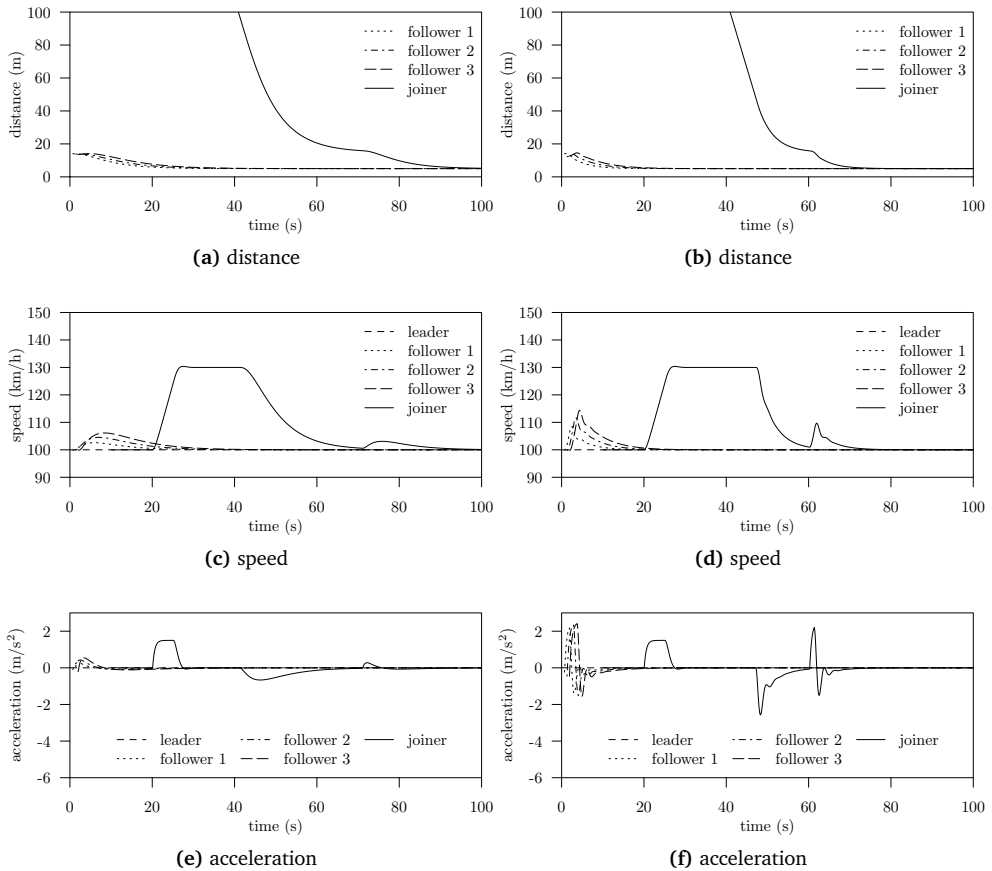 100
80
60
40
20
0
distance (m)
follower 1
follower 2
follower 3
joiner
0 20 40 60 80 100
time (s)
(a) distance
100
80
60
40
20
0
distance (m)
follower 1
follower 2
follower 3
joiner
0 20 40 60 80 100
time (s)
(b) distance
150
140
130
120
110
100
90
speed (km/h)
leader
follower 1
follower 2
follower 3
joiner
0 20 40 60 80 100
time (s)
(c) speed
150
140
130
120
110
100
90
speed (km/h)
leader
follower 1
follower 2
follower 3
joiner
0 20 40 60 80 100
time (s)
(d) speed
2
0
-2
-4
-6
acceleration (m/s²)
leader follower 2 joiner
follower 1 follower 3
0 20 40 60 80 100
time (s)
(e) acceleration
2
0
-2
-4
-6
acceleration (m/s²)
leader follower 2 joiner
follower 1 follower 3
0 20 40 60 80 100
time (s)
(f) acceleration